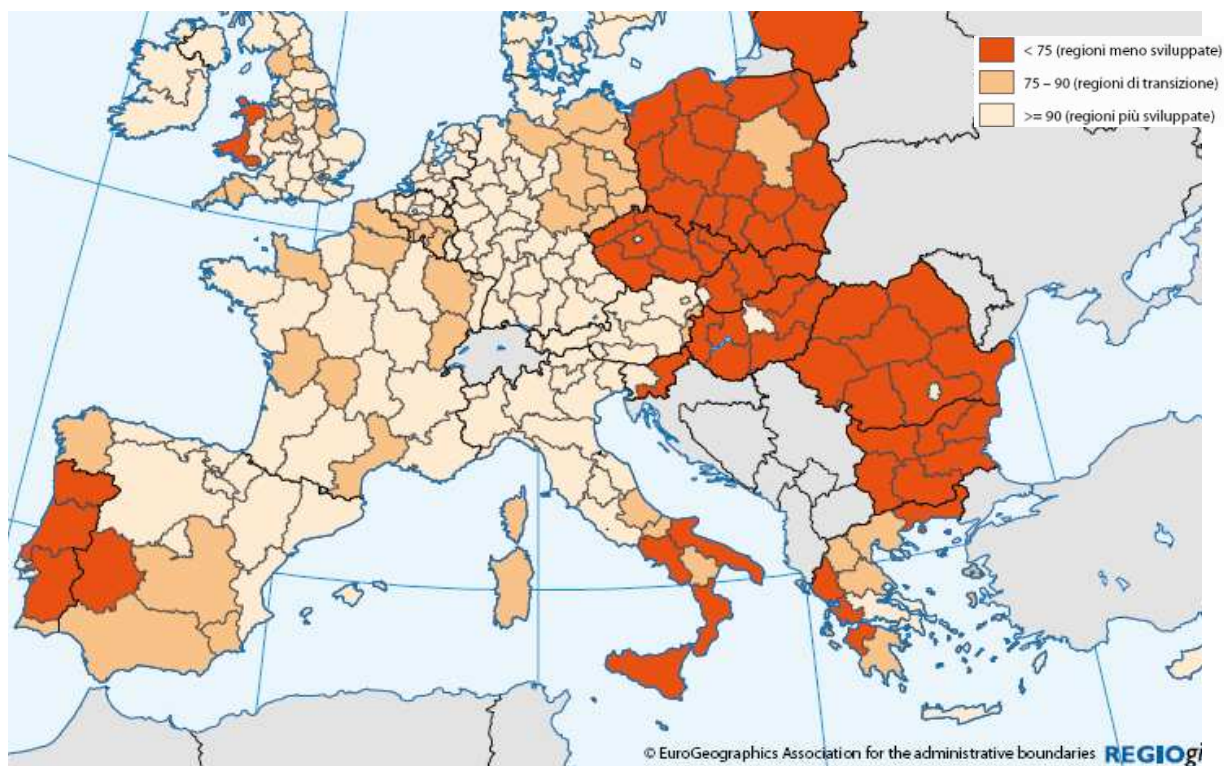 < 75 (regioni meno sviluppate)
75 – 90 (regioni di transizione)
>= 90 (regioni più sviluppate)
© EuroGeographics Association for the administrative boundaries REGIOgi